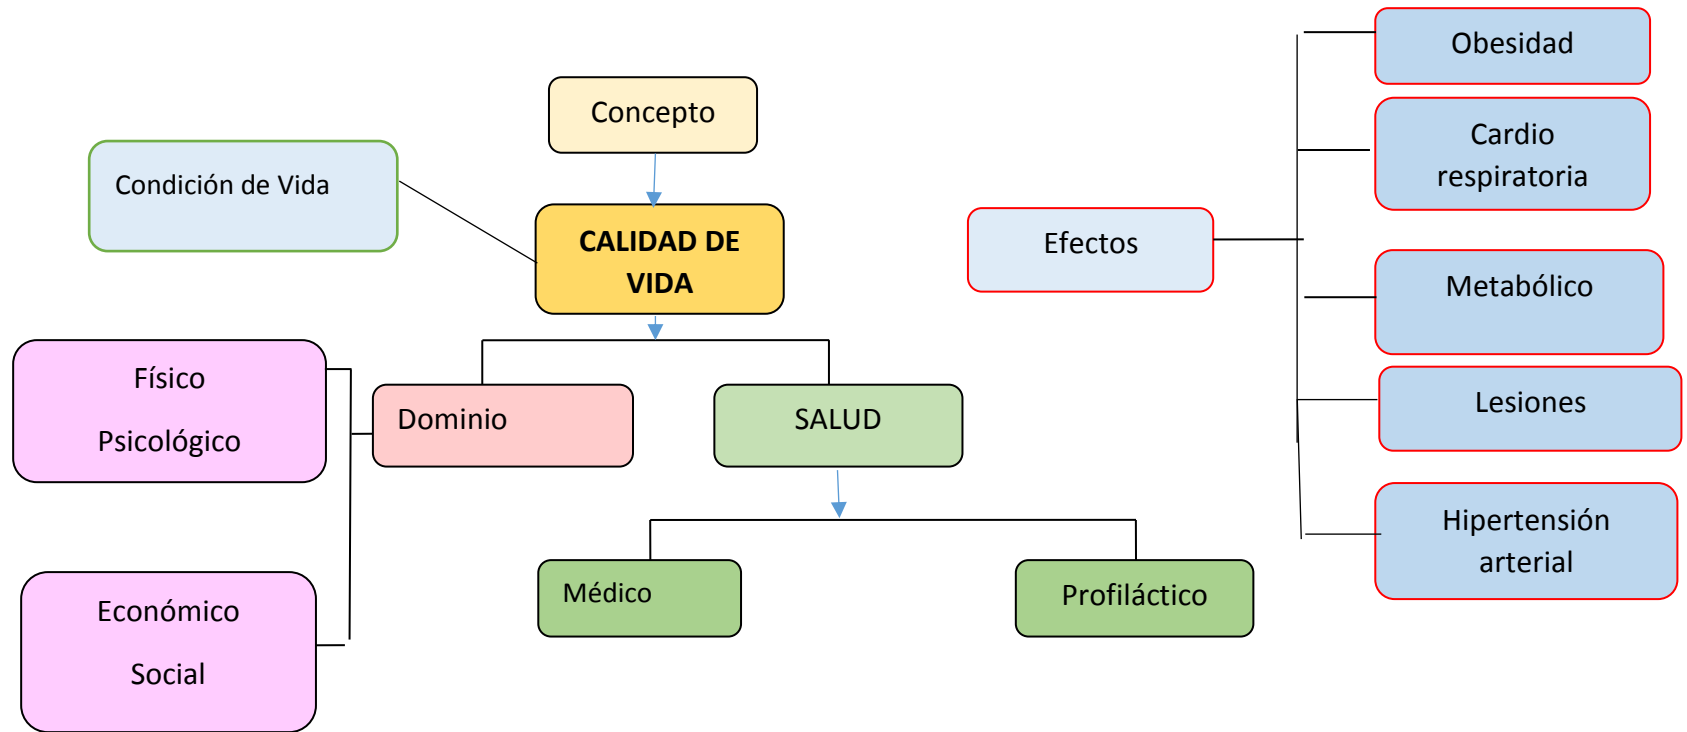 Concepto
Condición de Vida
CALIDAD DE
VIDA
Físico
Psicológico
Dominio
SALUD
Económico
Social
Médico
Profiláctico
Efectos
Obesidad
Cardio
respiratoria
Metabólico
Lesiones
Hipertensión
arterial